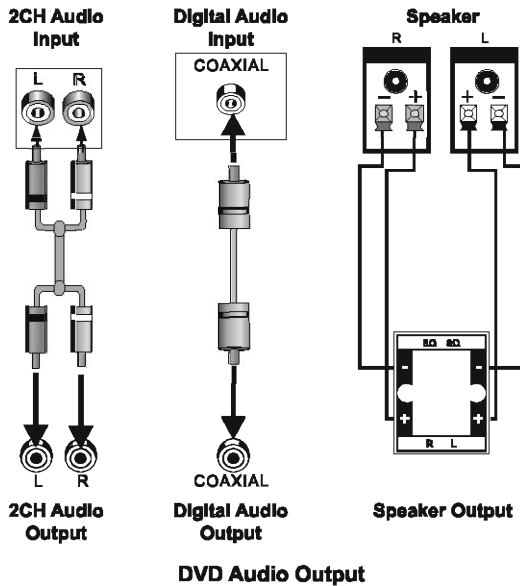 2CH Audio
Input
L R
Digital Audio
Input
COAXIAL
Speaker
R L
- + + -
8Ω 8Ω
- -
+ +
R L
L R
2CH Audio
Output
COAXIAL
Digital Audio
Output
Speaker Output
DVD Audio Output